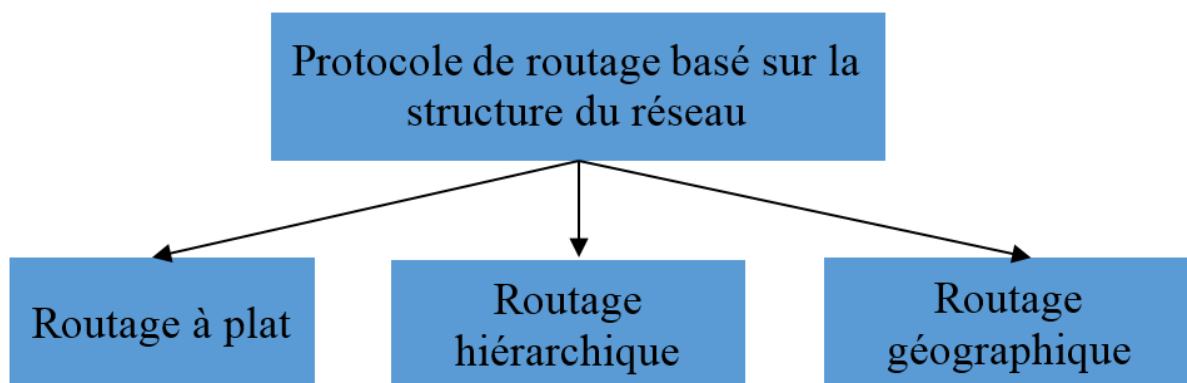 Protocole de routage basé sur la
structure du réseau
Routage à plat
Routage
hiérarchique
Routage
géographique